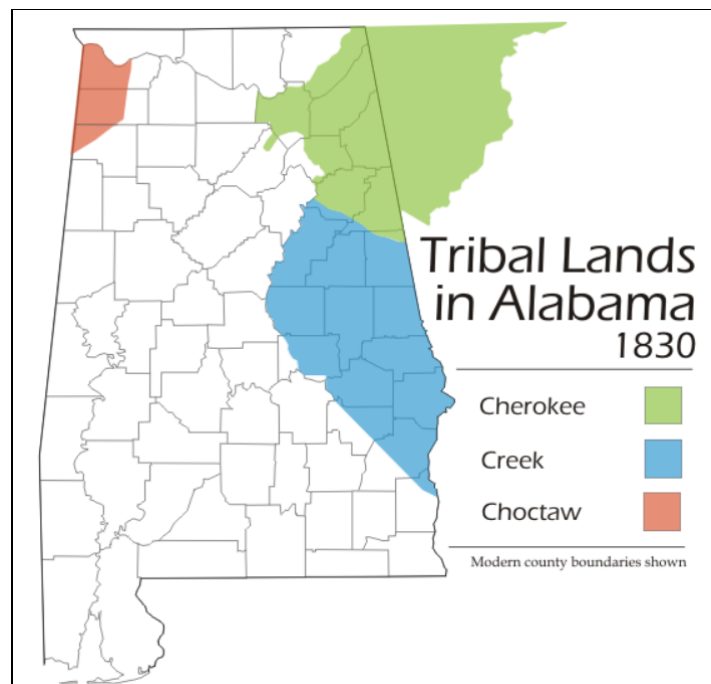 Tribal Lands
in Alabama
1830
Cherokee
Creek
Choctaw
Modern county boundaries shown